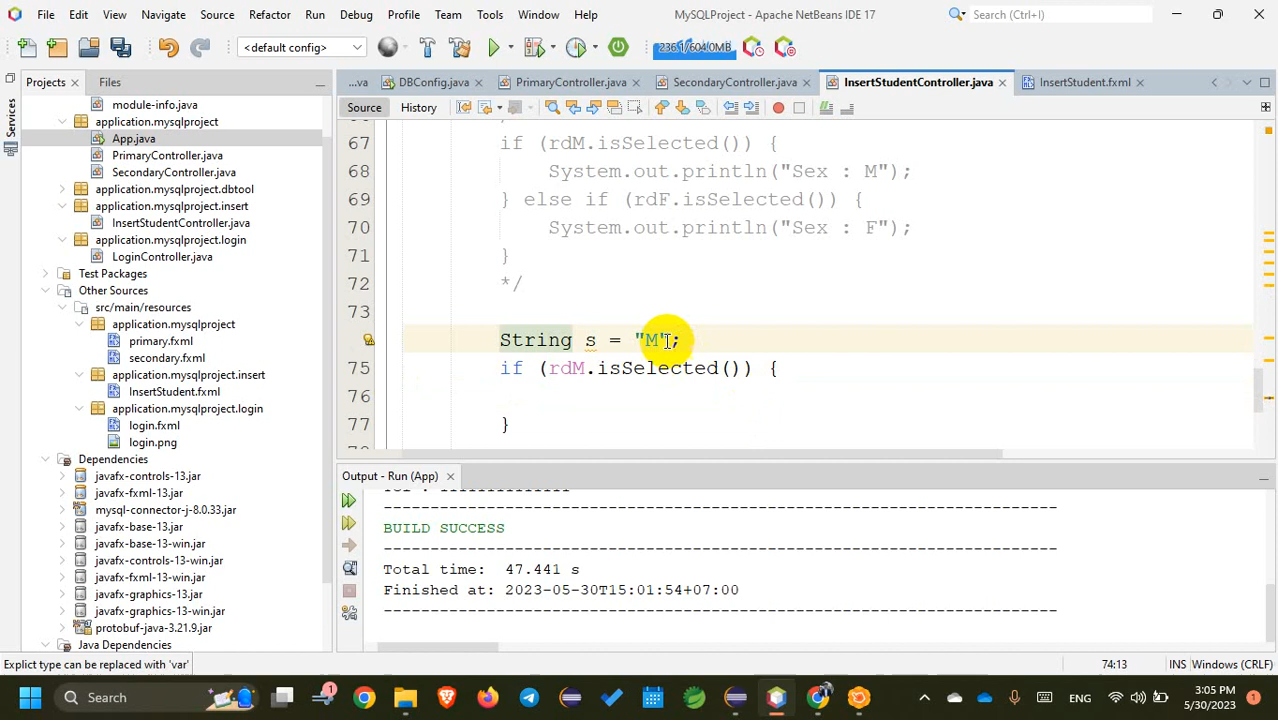 File Edit View Navigate Source Refactor Run Debug Profile Team Tools Window Help MySQLProject - Apache NetBeans IDE 17 Search (Ctrl+I)
<default config> 236.1/604.0MB
Projects Files
...va DBConfig.java PrimaryController.java SecondaryController.java InsertStudentController.java InsertStudent.fxml
Source History
Services
module-info.java
application.mysqlproject
App.java
PrimaryController.java
SecondaryController.java
application.mysqlproject.dbtool
application.mysqlproject.insert
InsertStudentController.java
application.mysqlproject.login
LoginController.java
Test Packages
Other Sources
src/main/resources
application.mysqlproject
primary.fxml
secondary.fxml
application.mysqlproject.insert
InsertStudent.fxml
application.mysqlproject.login
login.fxml
login.png
Dependencies
javafx-controls-13.jar
javafx-fxml-13.jar
mysql-connector-j-8.0.33.jar
javafx-base-13.jar
javafx-base-13-win.jar
javafx-controls-13-win.jar
javafx-fxml-13-win.jar
javafx-graphics-13.jar
javafx-graphics-13-win.jar
protobuf-java-3.21.9.jar
Java Dependencies
67 if (rdM.isSelected()) {
68 System.out.println("Sex : M");
69 } else if (rdF.isSelected()) {
70 System.out.println("Sex : F");
71 }
72 */
73
String s = "M";
75 if (rdM.isSelected()) {
76
77 }
Output - Run (App)
------------------------------------------------------------------------
BUILD SUCCESS
------------------------------------------------------------------------
Total time: 47.441 s
Finished at: 2023-05-30T15:01:54+07:00
------------------------------------------------------------------------
Explict type can be replaced with 'var' 74:13 INS Windows (CRLF)
Search 1 ENG 3:05 PM
5/30/2023 1